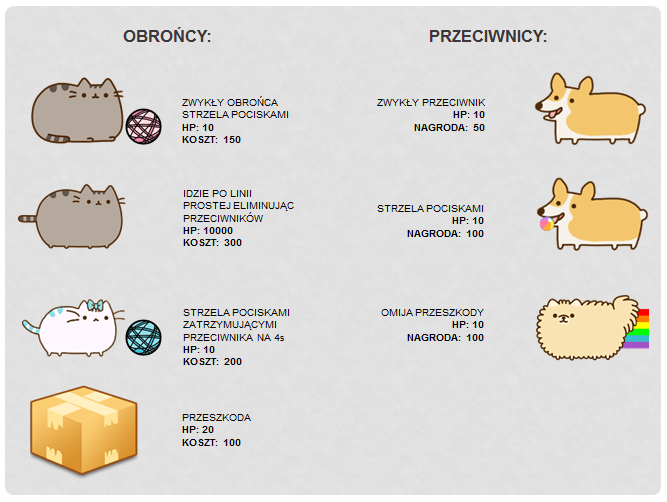 OBROŃCY:
ZWYKŁY OBROŃCA
STRZELA POCISKAMI
HP: 10
KOSZT: 150
IDZIE PO LINII
PROSTEJ ELIMINUJĄC
PRZECIWNIKÓW
HP: 10000
KOSZT: 300
STRZELA POCISKAMI
ZATRZYMUJĄCYMI
PRZECIWNIKA NA 4s
HP: 10
KOSZT: 200
PRZESZKODA
HP: 20
KOSZT: 100
PRZECIWNICY:
ZWYKŁY PRZECIWNIK
HP: 10
NAGRODA: 50
STRZELA POCISKAMI
HP: 10
NAGRODA: 100
OMIJA PRZESZKODY
HP: 10
NAGRODA: 100